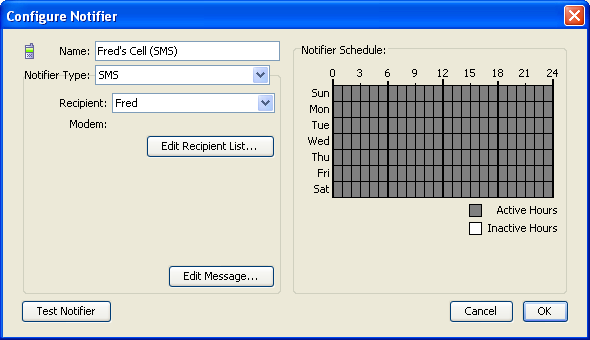 Configure Notifier
Name: Fred's Cell (SMS)
Notifier Type: SMS
Recipient: Fred
Modem:
Edit Recipient List...
Edit Message...
Notifier Schedule:
0 3 6 9 12 15 18 21 24
Sun
Mon
Tue
Wed
Thu
Fri
Sat
Active Hours
Inactive Hours
Test Notifier
Cancel
OK